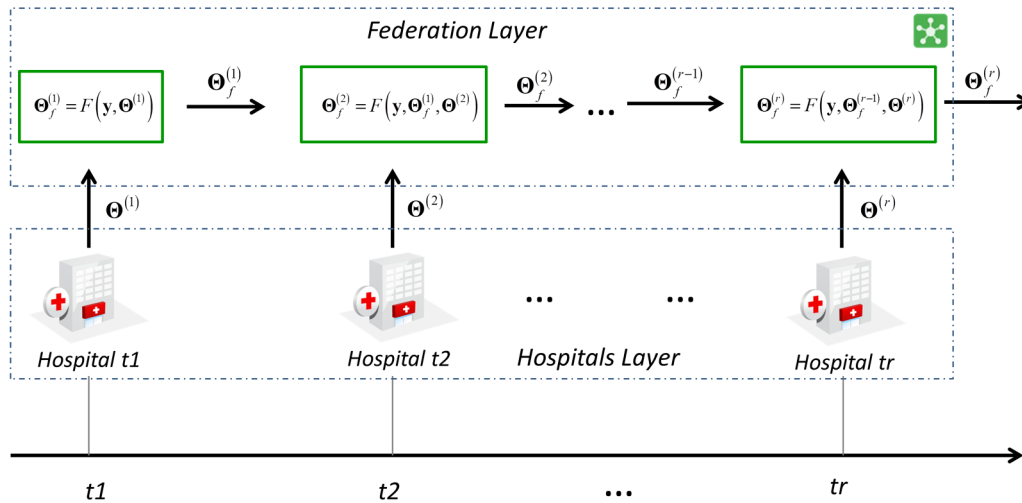 Federation Layer
𝚯_f^(1) = F(y, 𝚯^(1))
𝚯_f^(1)
𝚯_f^(2) = F(y, 𝚯_f^(1), 𝚯^(2))
𝚯_f^(2)
...
𝚯_f^(r−1)
𝚯_f^(r) = F(y, 𝚯_f^(r−1), 𝚯^(r))
𝚯_f^(r)
𝚯^(1)
𝚯^(2)
𝚯^(r)
... ...
Hospital t1
Hospital t2
Hospitals Layer
Hospital tr
t1
t2
...
tr